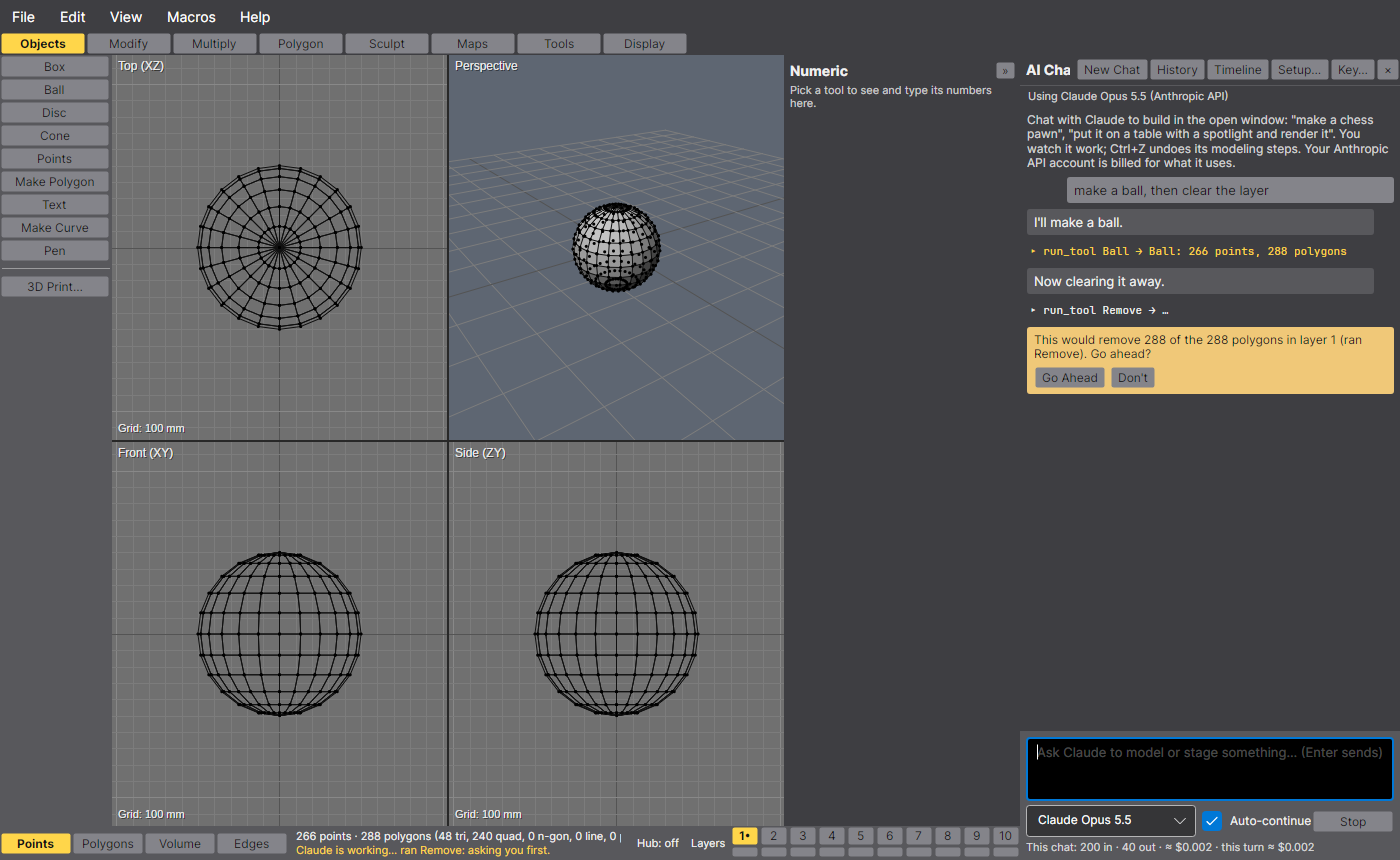 File Edit View Macros Help
Objects Modify Multiply Polygon Sculpt Maps Tools Display
Box
Ball
Disc
Cone
Points
Make Polygon
Text
Make Curve
Pen
3D Print...
Top (XZ)
Grid: 100 mm
Perspective
Front (XY)
Grid: 100 mm
Side (ZY)
Grid: 100 mm
Numeric »
Pick a tool to see and type its numbers
here.
AI Cha New Chat History Timeline Setup... Key... ×
Using Claude Opus 5.5 (Anthropic API)
Chat with Claude to build in the open window: "make a chess
pawn", "put it on a table with a spotlight and render it". You
watch it work; Ctrl+Z undoes its modeling steps. Your Anthropic
API account is billed for what it uses.
make a ball, then clear the layer
I'll make a ball.
▸ run_tool Ball → Ball: 266 points, 288 polygons
Now clearing it away.
▸ run_tool Remove → …
This would remove 288 of the 288 polygons in layer 1 (ran
Remove). Go ahead?
Go Ahead Don't
Ask Claude to model or stage something... (Enter sends)
Claude Opus 5.5 Auto-continue Stop
This chat: 200 in · 40 out · ≈ $0.002 · this turn ≈ $0.002
Points Polygons Volume Edges
266 points · 288 polygons (48 tri, 240 quad, 0 n-gon, 0 line, 0
Claude is working... ran Remove: asking you first.
Hub: off Layers 1• 2 3 4 5 6 7 8 9 10